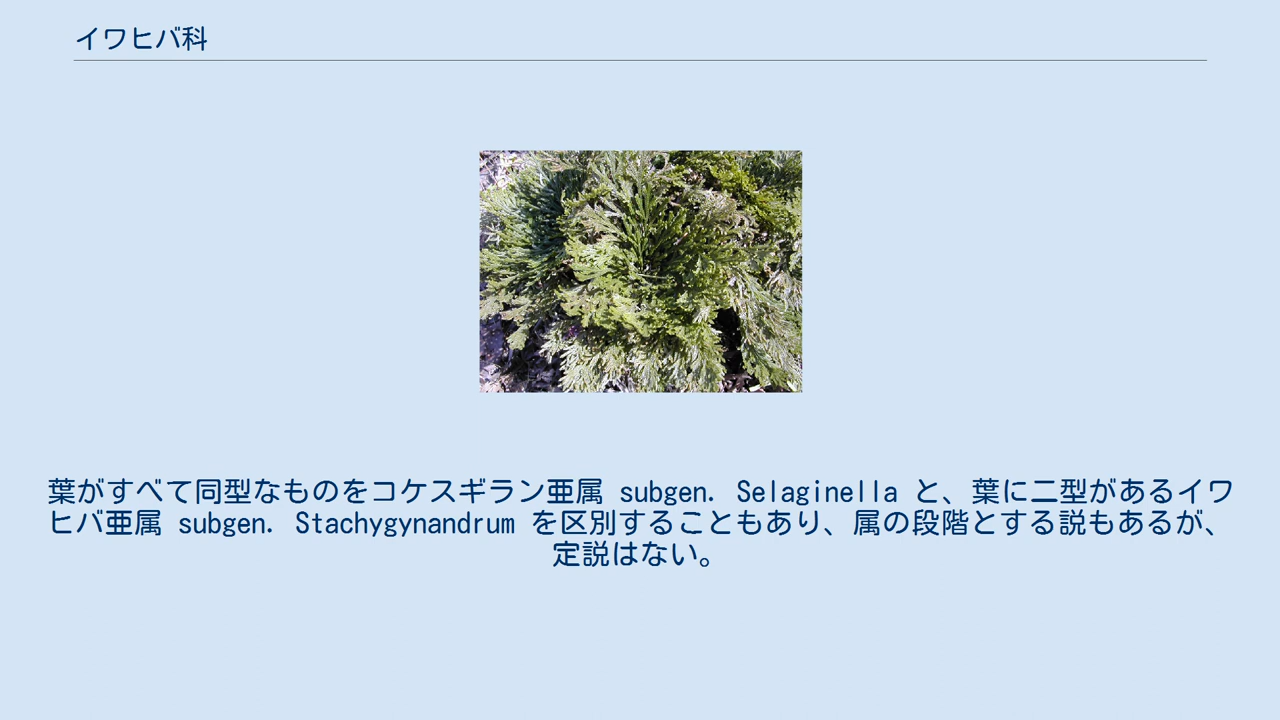 イワヒバ科
葉がすべて同型なものをコケスギラン亜属 subgen. Selaginella と、葉に二型があるイワ
ヒバ亜属 subgen. Stachygynandrum を区別することもあり、属の段階とする説もあるが、
定説はない。